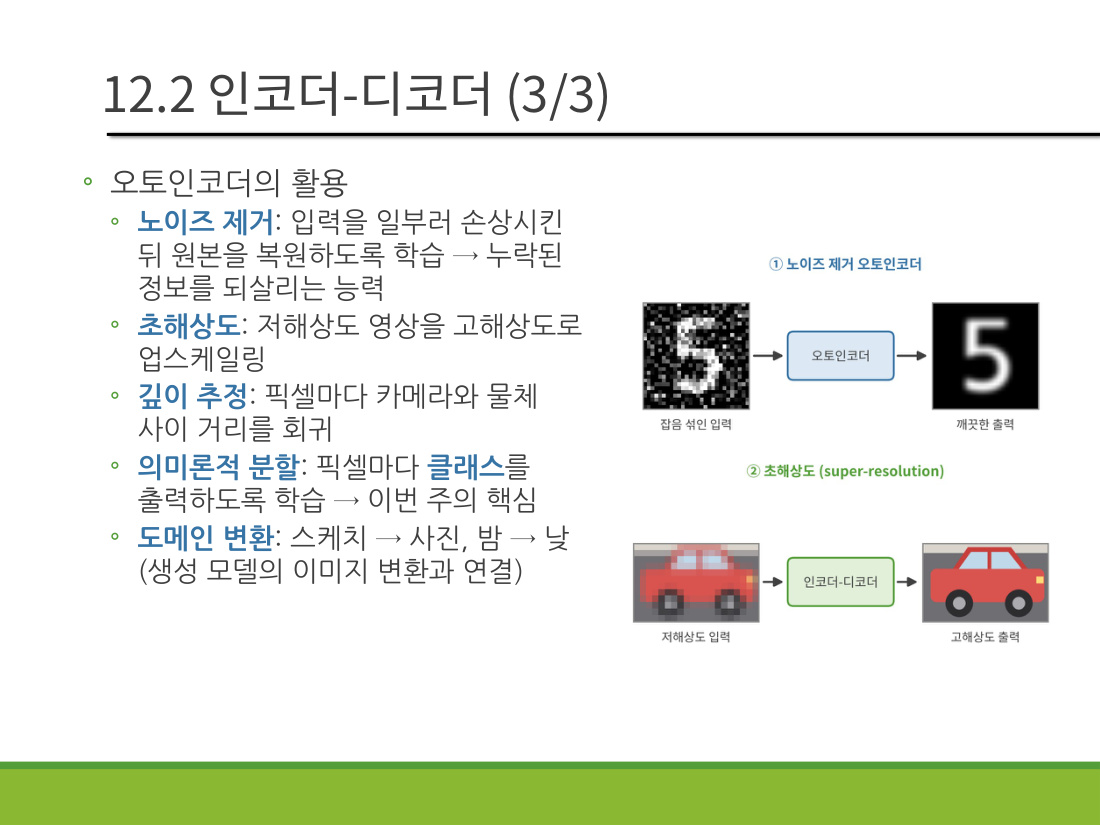 12.2 인코더-디코더 (3/3)
오토인코더의 활용
노이즈 제거: 입력을 일부러 손상시킨
뒤 원본을 복원하도록 학습 → 누락된
정보를 되살리는 능력
초해상도: 저해상도 영상을 고해상도로
업스케일링
깊이 추정: 픽셀마다 카메라와 물체
사이 거리를 회귀
의미론적 분할: 픽셀마다 클래스를
출력하도록 학습 → 이번 주의 핵심
도메인 변환: 스케치 → 사진, 밤 → 낮
(생성 모델의 이미지 변환과 연결)
① 노이즈 제거 오토인코더
5
오토인코더
5
잡음 섞인 입력
깨끗한 출력
② 초해상도 (super-resolution)
인코더-디코더
저해상도 입력
고해상도 출력